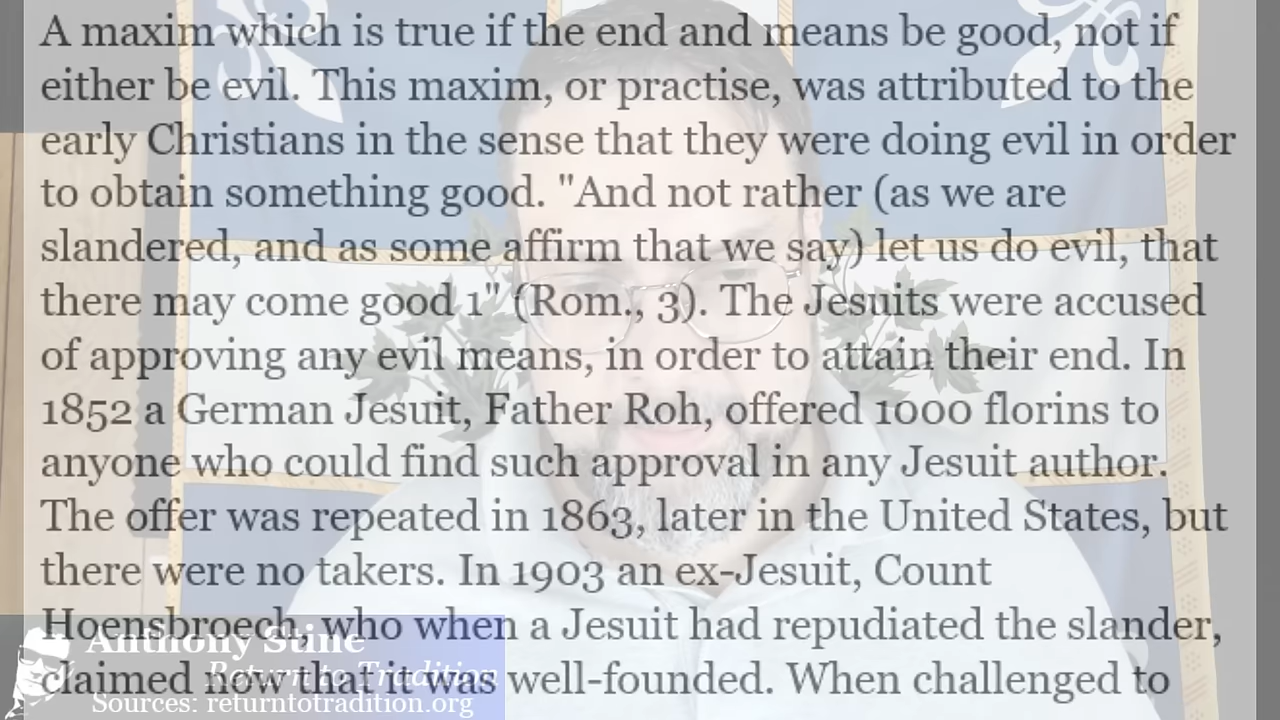 A maxim which is true if the end and means be good, not if
either be evil. This maxim, or practise, was attributed to the
early Christians in the sense that they were doing evil in order
to obtain something good. "And not rather (as we are
slandered, and as some affirm that we say) let us do evil, that
there may come good 1" (Rom., 3). The Jesuits were accused
of approving any evil means, in order to attain their end. In
1852 a German Jesuit, Father Roh, offered 1000 florins to
anyone who could find such approval in any Jesuit author.
The offer was repeated in 1863, later in the United States, but
there were no takers. In 1903 an ex-Jesuit, Count
Hoensbroech, who when a Jesuit had repudiated the slander,
claimed now that it was well-founded. When challenged to
Anthony Stine
Return to Tradition
Sources: returntotradition.org